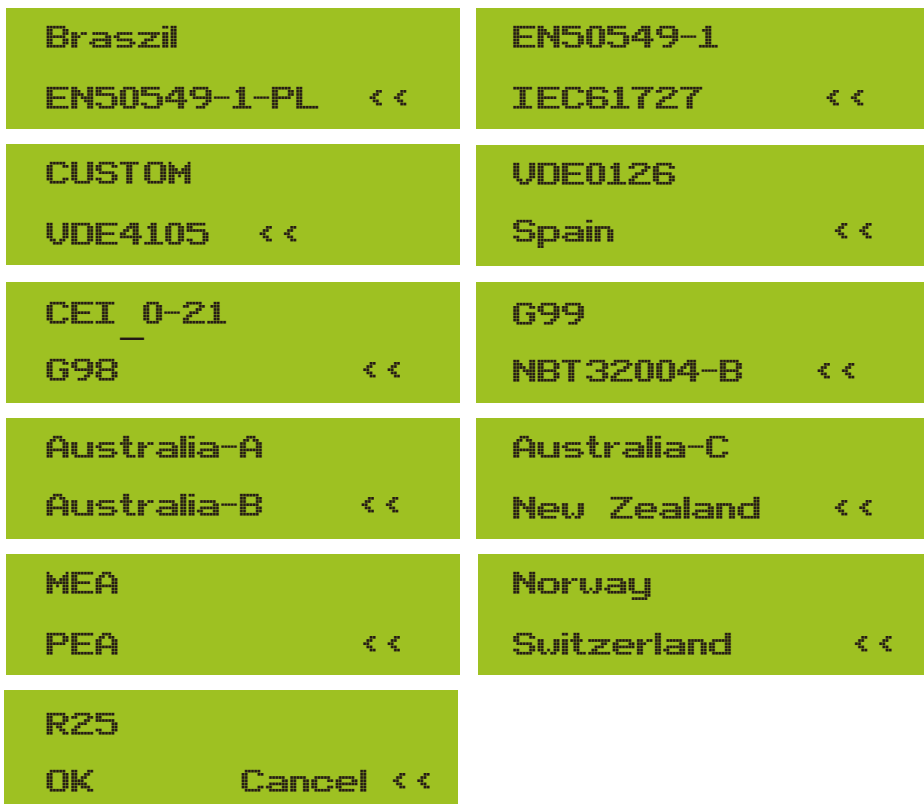 Braszil
EN50549-1-PL <<
EN50549-1
IEC61727 <<
CUSTOM
VDE4105 <<
VDE0126
Spain <<
CEI_0-21
G98 <<
G99
NBT32004-B <<
Australia-A
Australia-B <<
Australia-C
New Zealand <<
MEA
PEA <<
Norway
Switzerland <<
R25
OK Cancel <<